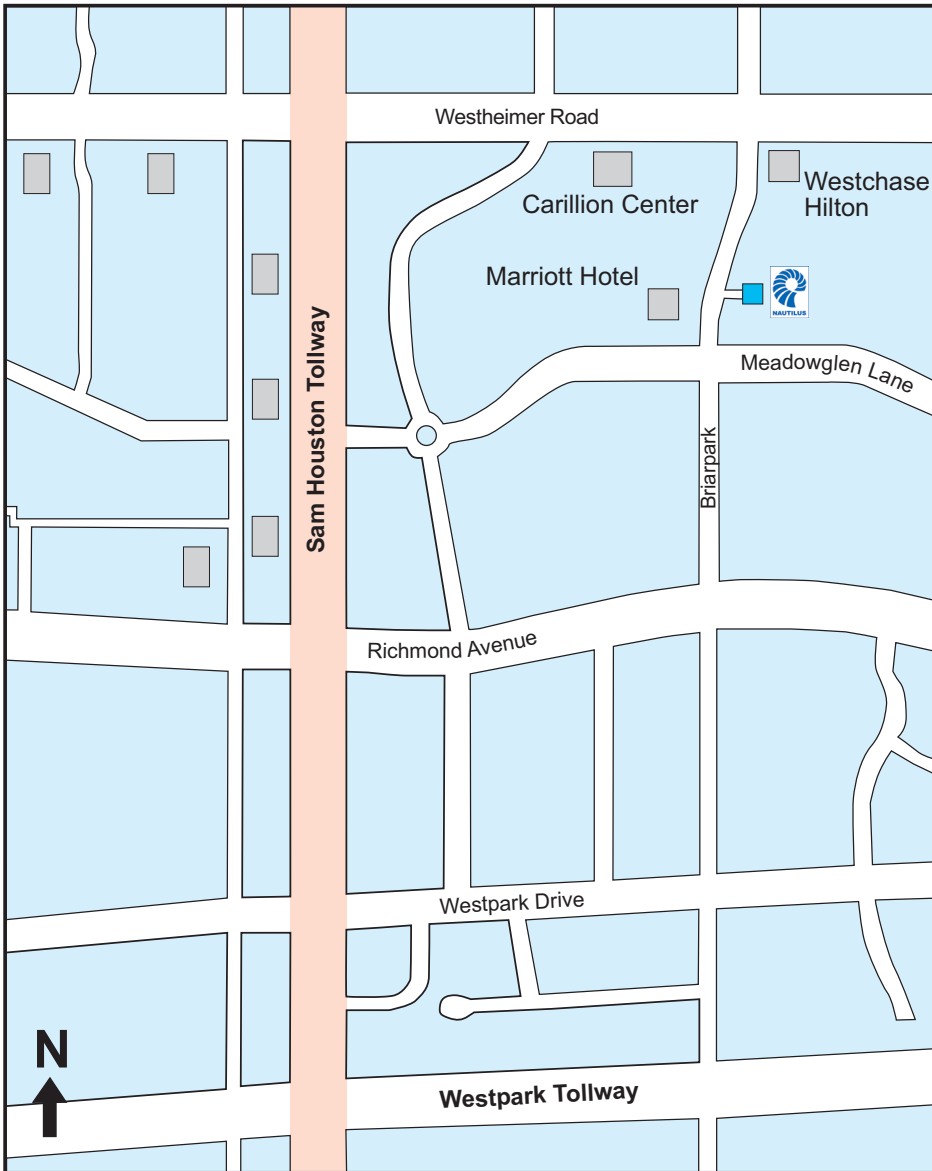 Westheimer Road
Carillion Center
Westchase
Hilton
Marriott Hotel
NAUTILUS
Sam Houston Tollway
Meadowglen Lane
Briarpark
Richmond Avenue
Westpark Drive
N
Westpark Tollway